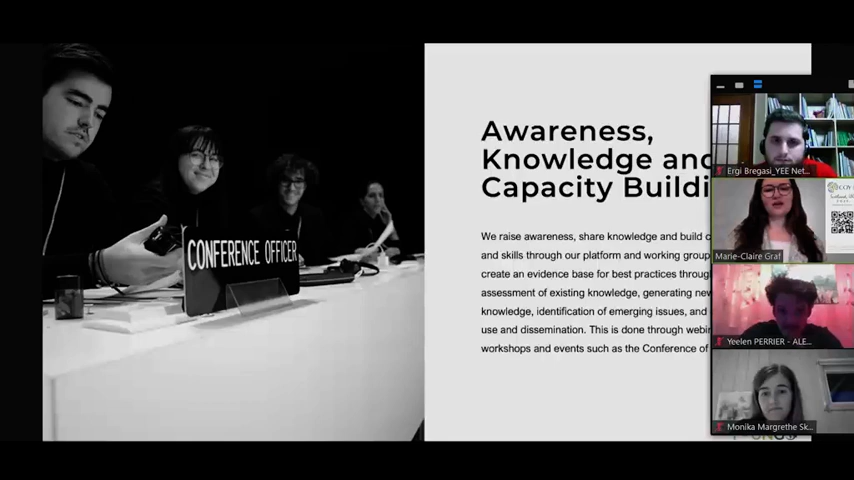 CONFERENCE OFFICER
Awareness,
Knowledge and
Capacity Buildi
We raise awareness, share knowledge and build c
and skills through our platform and working group
create an evidence base for best practices through
assessment of existing knowledge, generating new
knowledge, identification of emerging issues, and
use and dissemination. This is done through webin
workshops and events such as the Conference of
Ergi Bregasi_YEE Net...
COY
Marie-Claire Graf
Yeelen PERRIER - ALE...
Monika Margrethe Sk...